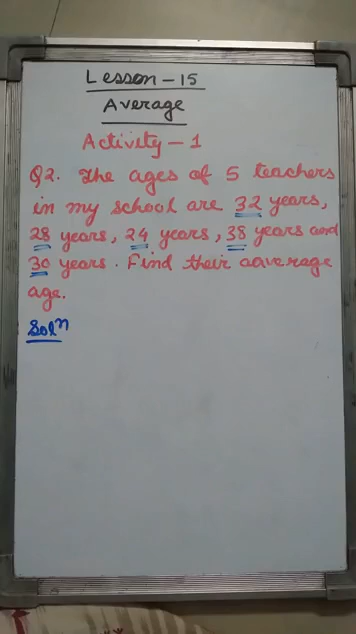 Lesson-15
Average
Activity-1
Q2. The ages of 5 teachers
in my school are 32 years,
28 years, 24 years, 38 years and
30 years. Find their average
age.
Solⁿ